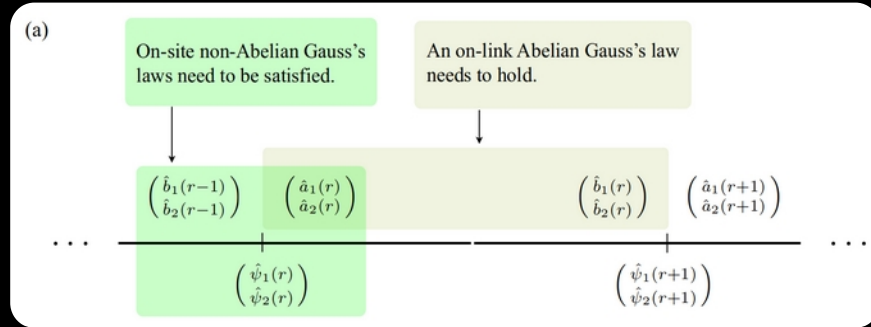 (a)
On-site non-Abelian Gauss's
laws need to be satisfied.
An on-link Abelian Gauss's law
needs to hold.
b̂₁(r−1)
b̂₂(r−1)
â₁(r)
â₂(r)
b̂₁(r)
b̂₂(r)
â₁(r+1)
â₂(r+1)
··· ···
ψ̂₁(r)
ψ̂₂(r)
ψ̂₁(r+1)
ψ̂₂(r+1)